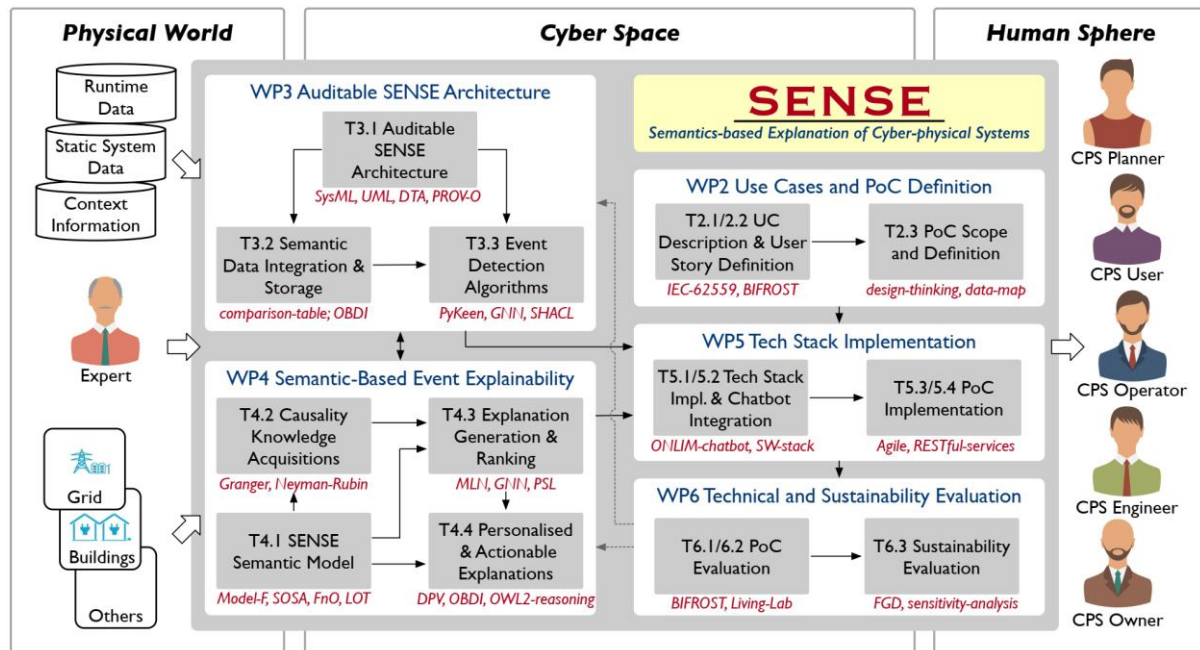 Physical World
Cyber Space
Human Sphere
Runtime
Data
Static System
Data
Context
Information
Expert
Grid
Buildings
Others
WP3 Auditable SENSE Architecture
T3.1 Auditable
SENSE
Architecture
SysML, UML, DTA, PROV-O
T3.2 Semantic
Data Integration &
Storage
comparison-table; OBDI
T3.3 Event
Detection
Algorithms
PyKeen, GNN, SHACL
WP4 Semantic-Based Event Explainability
T4.2 Causality
Knowledge
Acquisitions
Granger, Neyman-Rubin
T4.3 Explanation
Generation &
Ranking
MLN, GNN, PSL
T4.1 SENSE
Semantic Model
Model-F, SOSA, FnO, LOT
T4.4 Personalised
& Actionable
Explanations
DPV, OBDI, OWL2-reasoning
SENSE
Semantics-based Explanation of Cyber-physical Systems
WP2 Use Cases and PoC Definition
T2.1/2.2 UC
Description & User
Story Definition
IEC-62559, BIFROST
T2.3 PoC Scope
and Definition
design-thinking, data-map
WP5 Tech Stack Implementation
T5.1/5.2 Tech Stack
Impl. & Chatbot
Integration
ONLIM-chatbot, SW-stack
T5.3/5.4 PoC
Implementation
Agile, RESTful-services
WP6 Technical and Sustainability Evaluation
T6.1/6.2 PoC
Evaluation
BIFROST, Living-Lab
T6.3 Sustainability
Evaluation
FGD, sensitivity-analysis
CPS Planner
CPS User
CPS Operator
CPS Engineer
CPS Owner